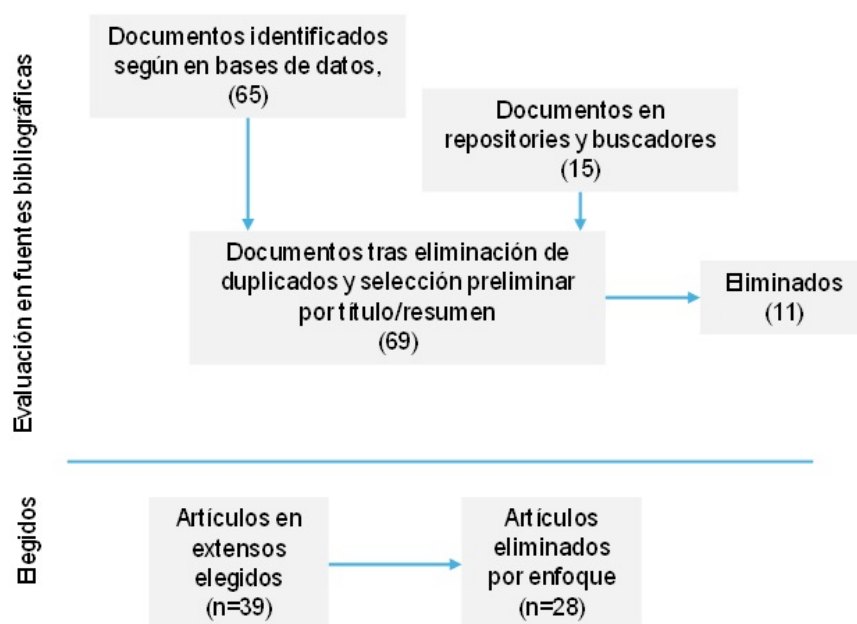 Evaluación en fuentes bibliográficas
Documentos identificados
según en bases de datos,
(65)
Documentos en
repositories y buscadores
(15)
Documentos tras eliminación de
duplicados y selección preliminar
por título/resumen
(69)
Eliminados
(11)
Elegidos
Artículos en
extensos
elegidos
(n=39)
Artículos
eliminados
por enfoque
(n=28)